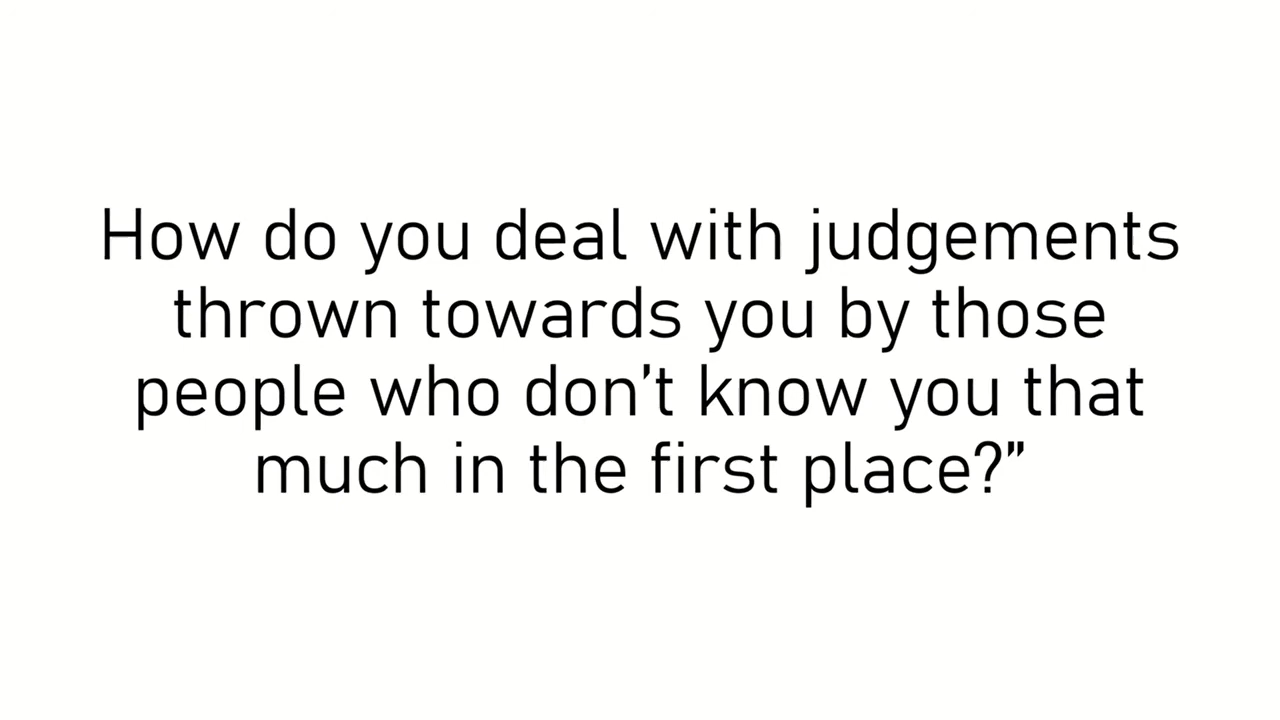 How do you deal with judgements
thrown towards you by those
people who don’t know you that
much in the first place?”